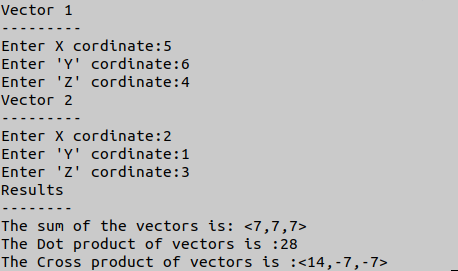 Vector 1
---------
Enter X cordinate:5
Enter 'Y' cordinate:6
Enter 'Z' cordinate:4
Vector 2
---------
Enter X cordinate:2
Enter 'Y' cordinate:1
Enter 'Z' cordinate:3
Results
--------
The sum of the vectors is: <7,7,7>
The Dot product of vectors is :28
The Cross product of vectors is :<14,-7,-7>